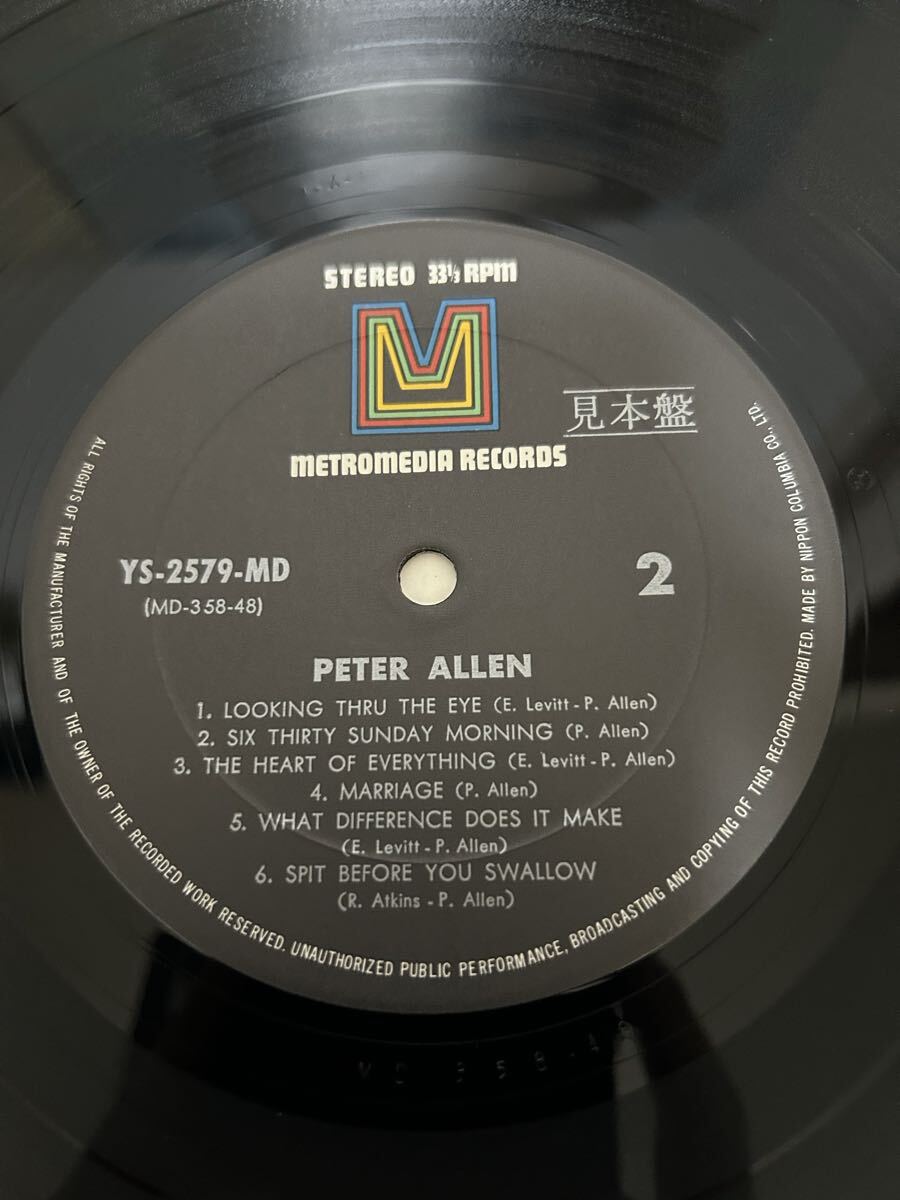 STEREO 33⅓ RPM
METROMEDIA RECORDS
見本盤
YS-2579-MD
(MD-358-48)
2
PETER ALLEN
1. LOOKING THRU THE EYE (E. Levitt - P. Allen)
2. SIX THIRTY SUNDAY MORNING (P. Allen)
3. THE HEART OF EVERYTHING (E. Levitt - P. Allen)
4. MARRIAGE (P. Allen)
5. WHAT DIFFERENCE DOES IT MAKE
(E. Levitt - P. Allen)
6. SPIT BEFORE YOU SWALLOW
(R. Atkins - P. Allen)
ALL RIGHTS OF THE MANUFACTURER AND OF THE OWNER OF THE RECORDED WORK RESERVED. UNAUTHORIZED PUBLIC PERFORMANCE, BROADCASTING AND COPYING OF THIS RECORD PROHIBITED. MADE BY NIPPON COLUMBIA CO., LTD.